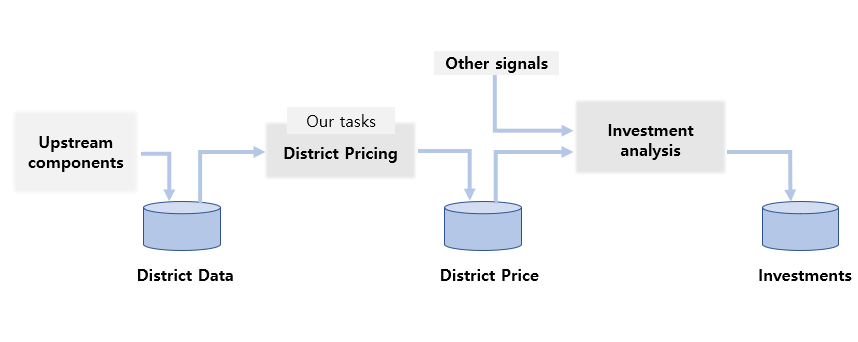 Other signals
Our tasks
Upstream
components
District Pricing
Investment
analysis
District Data
District Price
Investments